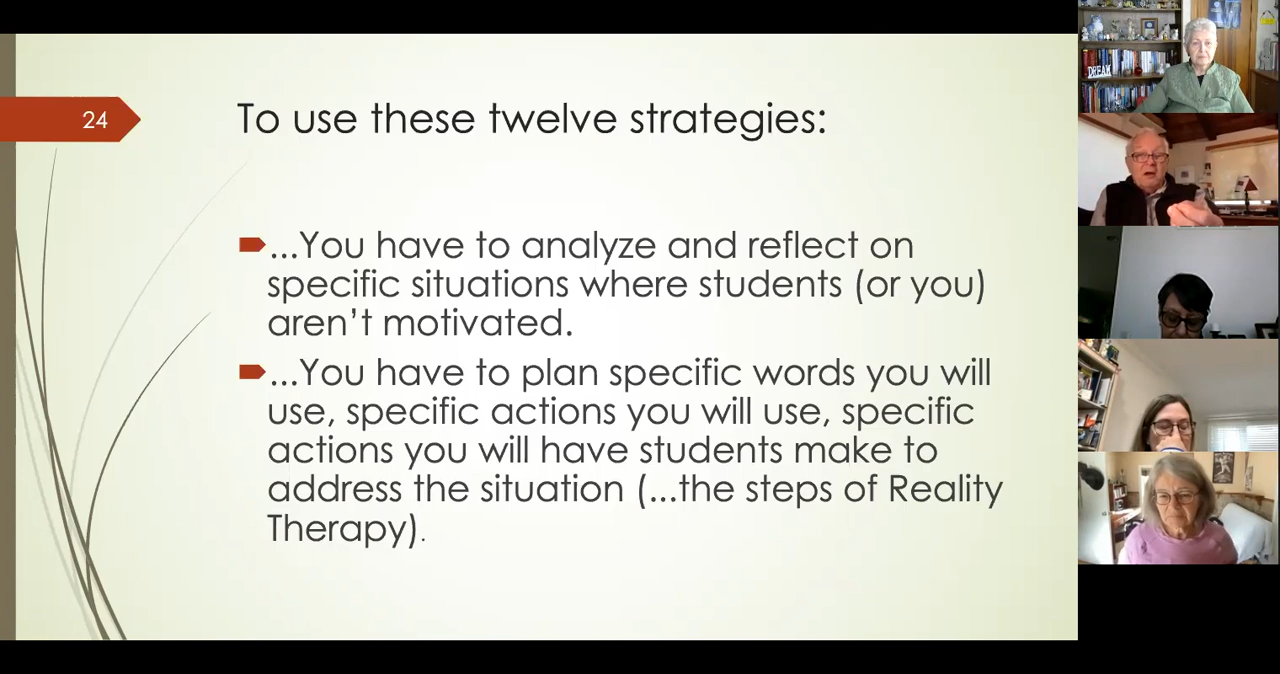 24
To use these twelve strategies:
...You have to analyze and reflect on
specific situations where students (or you)
aren’t motivated.
...You have to plan specific words you will
use, specific actions you will use, specific
actions you will have students make to
address the situation (...the steps of Reality
Therapy).
DREAM